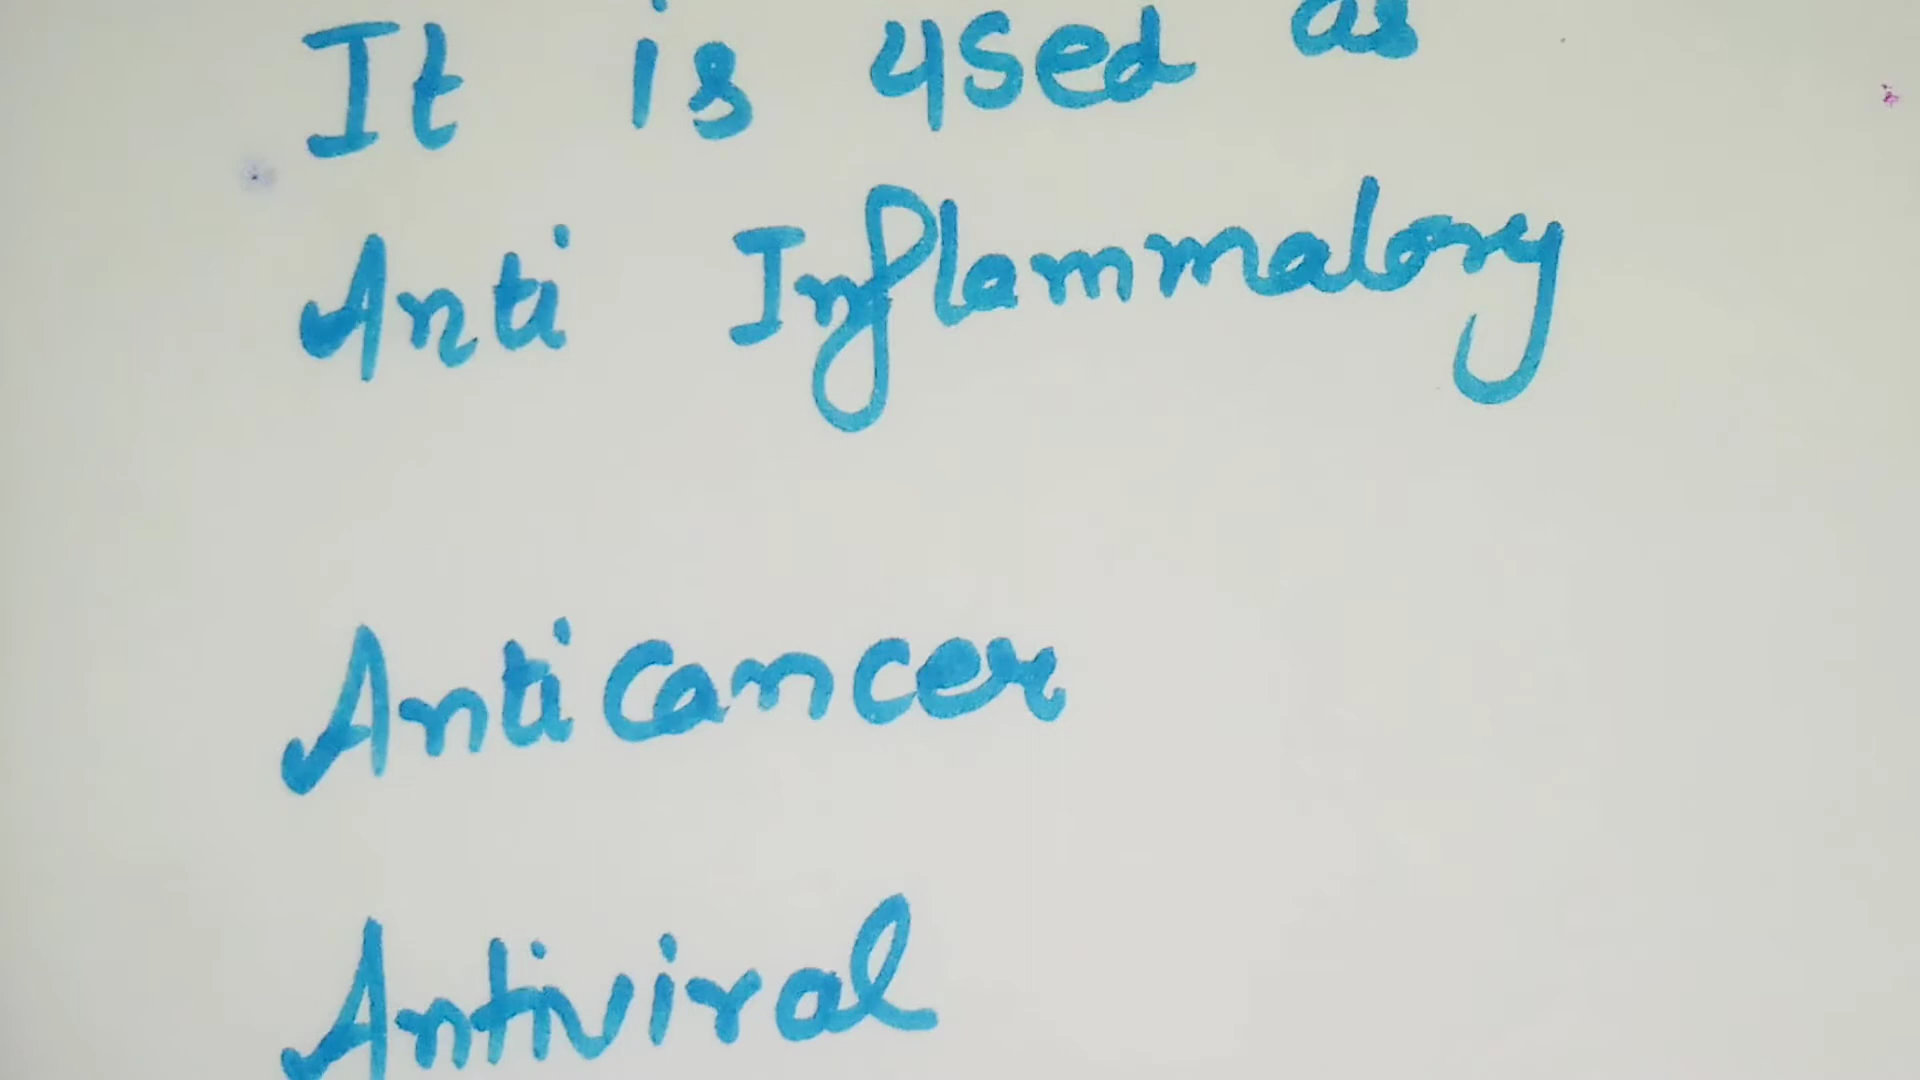 It is used as
Anti Inflammatory
Anticancer
Antiviral